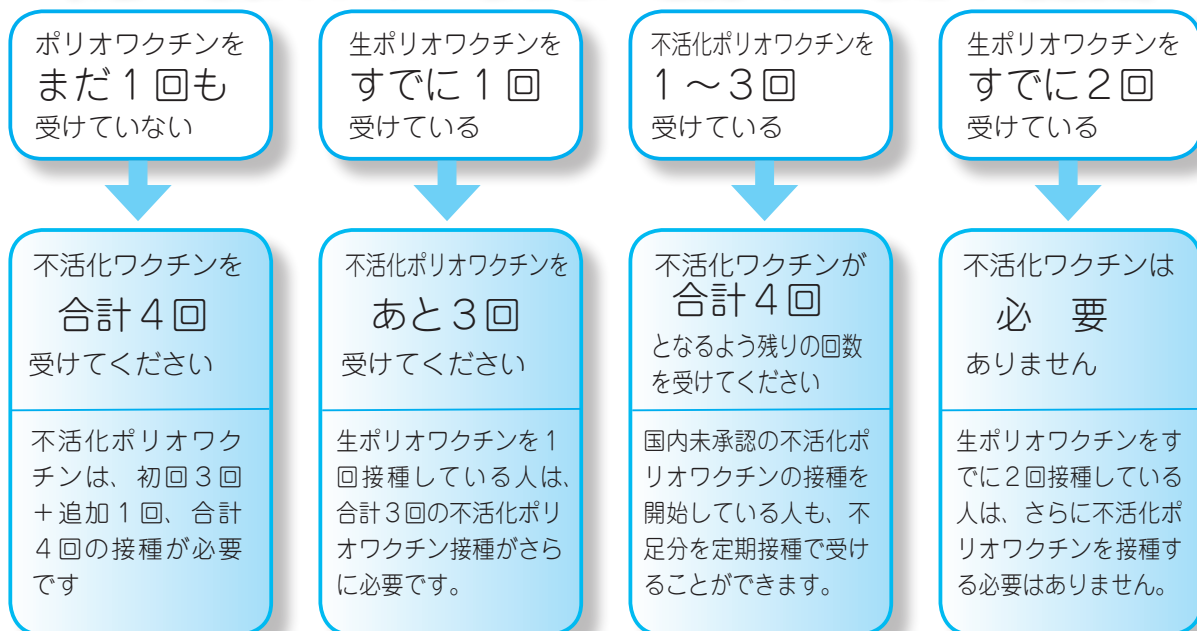 ポリオワクチンを
まだ１回も
受けていない
生ポリオワクチンを
すでに１回
受けている
不活化ポリオワクチンを
１～３回
受けている
生ポリオワクチンを
すでに２回
受けている
不活化ワクチンを
合計４回
受けてください
不活化ポリオワク
チンは、初回３回
＋追加１回、合計
４回の接種が必要
です
不活化ポリオワクチンを
あと３回
受けてください
生ポリオワクチンを１
回接種している人は、
合計３回の不活化ポリ
オワクチン接種がさら
に必要です。
不活化ワクチンが
合計４回
となるよう残りの回数
を受けてください
国内未承認の不活化ポ
リオワクチンの接種を
開始している人も、不
足分を定期接種で受け
ることができます。
不活化ワクチンは
必　要
ありません
生ポリオワクチンをす
でに２回接種している
人は、さらに不活化ポ
リオワクチンを接種す
る必要はありません。